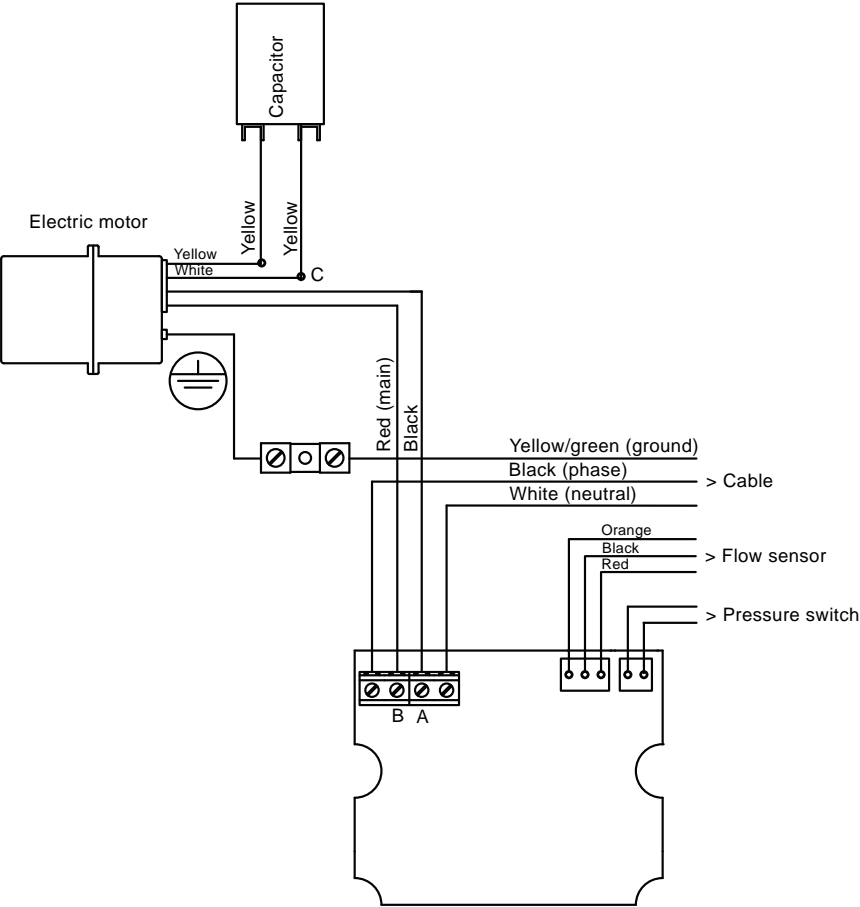 Capacitor
Yellow
Yellow
Electric motor
Yellow
White
C
Red (main)
Black
Yellow/green (ground)
Black (phase)
> Cable
White (neutral)
Orange
Black
> Flow sensor
Red
> Pressure switch
B A